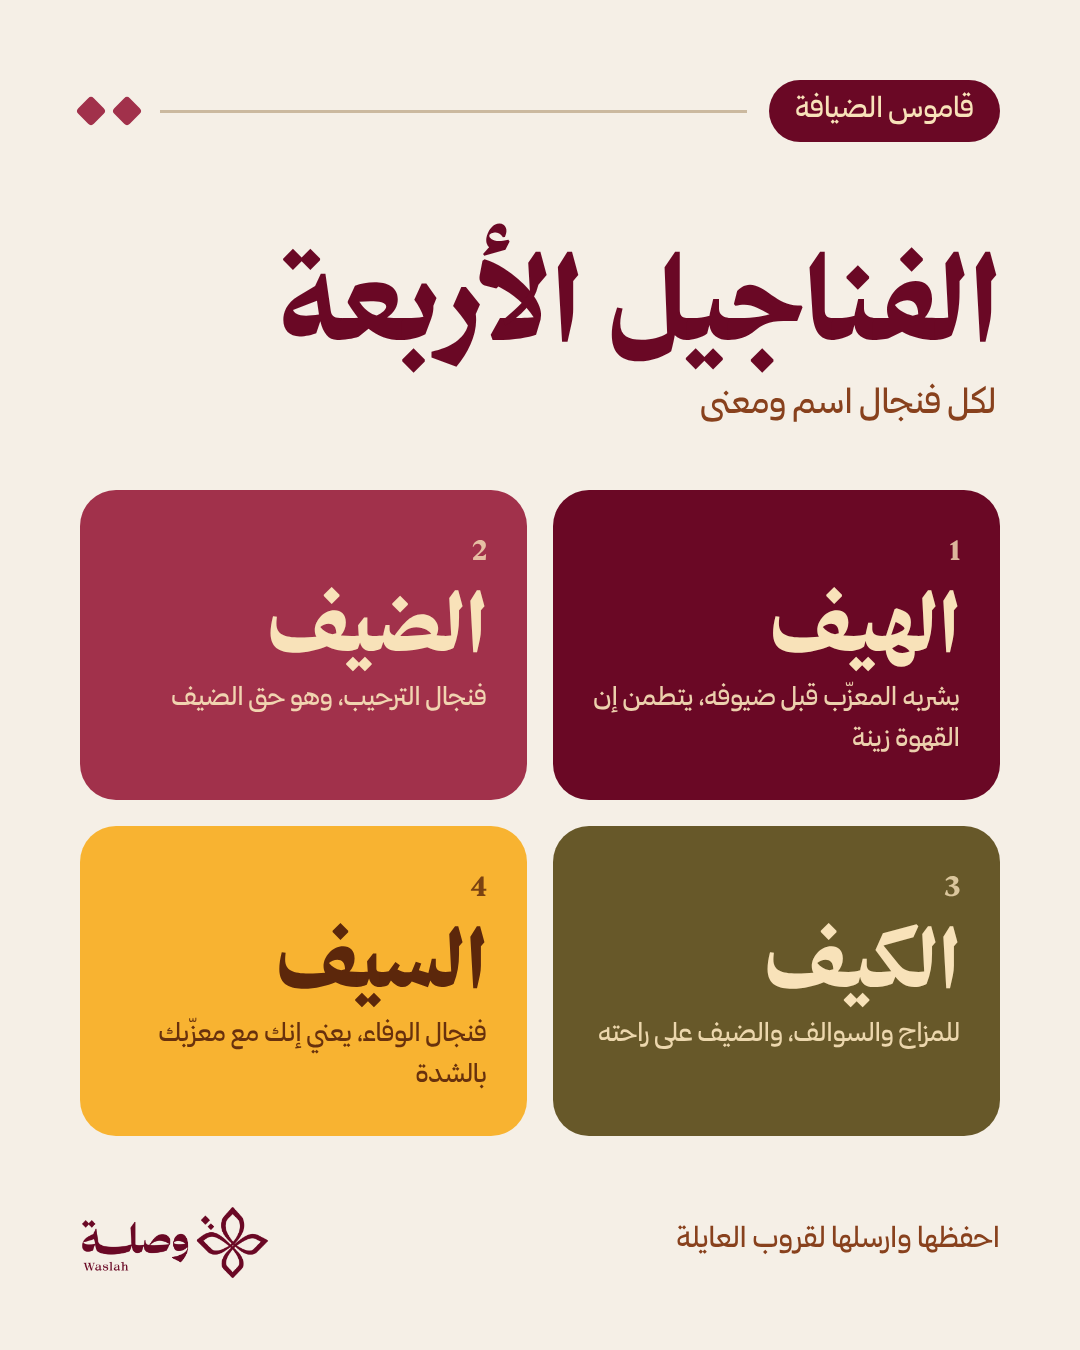 قاموس الضيافة
الفناجيل الأربعة
لكل فنجال اسم ومعنى
1
الهيف
يشربه المعزّب قبل ضيوفه، يتطمن إن
القهوة زينة
2
الضيف
فنجال الترحيب، وهو حق الضيف
3
الكيف
للمزاج والسوالف، والضيف على راحته
4
السيف
فنجال الوفاء، يعني إنك مع معزّبك
بالشدة
احفظها وارسلها لقروب العايلة
وصلـة
Waslah